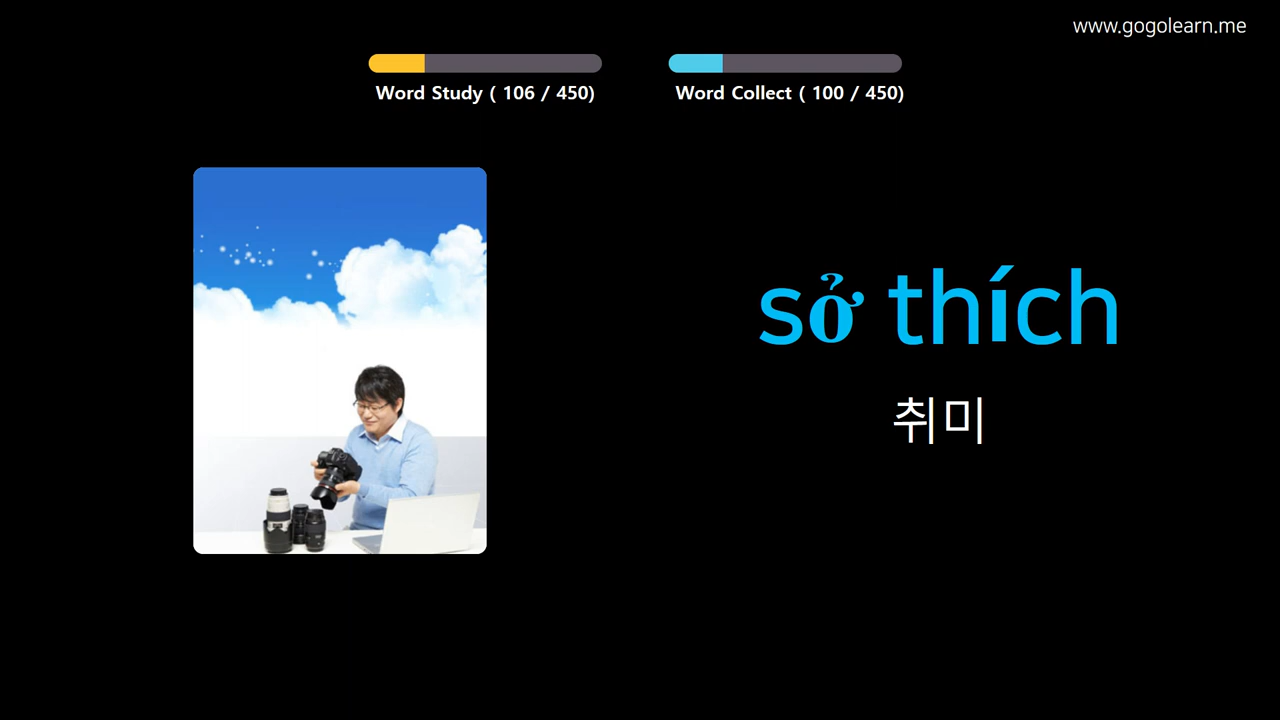 www.gogolearn.me
Word Study ( 106 / 450)
Word Collect ( 100 / 450)
sở thích
취미